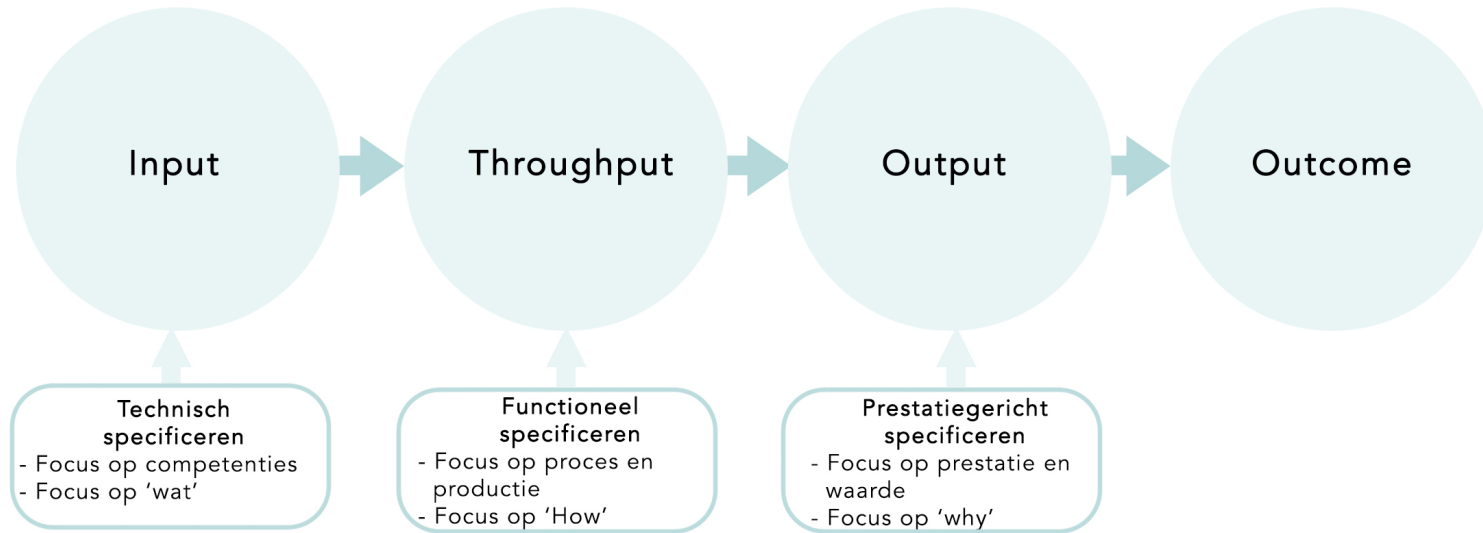 Input
Throughput
Output
Outcome
Technisch
specificeren
- Focus op competenties
- Focus op ‘wat’
Functioneel
specificeren
- Focus op proces en
productie
- Focus op ‘How’
Prestatiegericht
specificeren
- Focus op prestatie en
waarde
- Focus op ‘why’